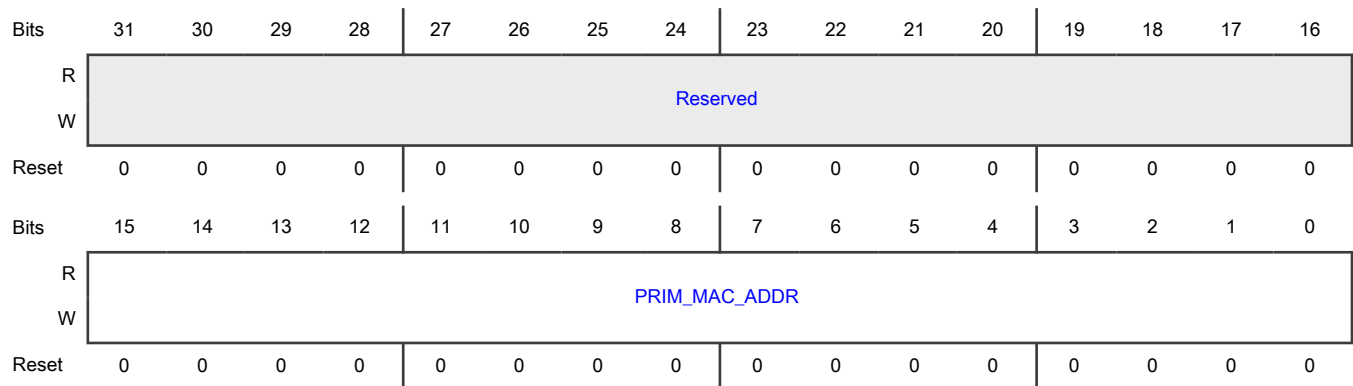 Bits 31 30 29 28 27 26 25 24 23 22 21 20 19 18 17 16
R
Reserved
W
Reset 0 0 0 0 0 0 0 0 0 0 0 0 0 0 0 0
Bits 15 14 13 12 11 10 9 8 7 6 5 4 3 2 1 0
R
PRIM_MAC_ADDR
W
Reset 0 0 0 0 0 0 0 0 0 0 0 0 0 0 0 0